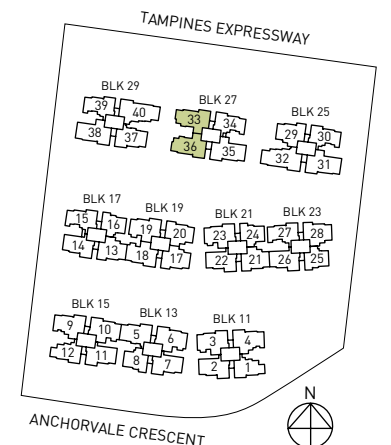 TAMPINES EXPRESSWAY
BLK 29
BLK 27
BLK 25
39 40
33 34
29 30
38 37
36 35
32 31
BLK 17
BLK 19
BLK 21
BLK 23
15 16
19 20
23 24
27 28
14 13
18 17
22 21
26 25
BLK 15
BLK 13
BLK 11
9 10
5 6
3 4
12 11
8 7
2 1
N
ANCHORVALE CRESCENT